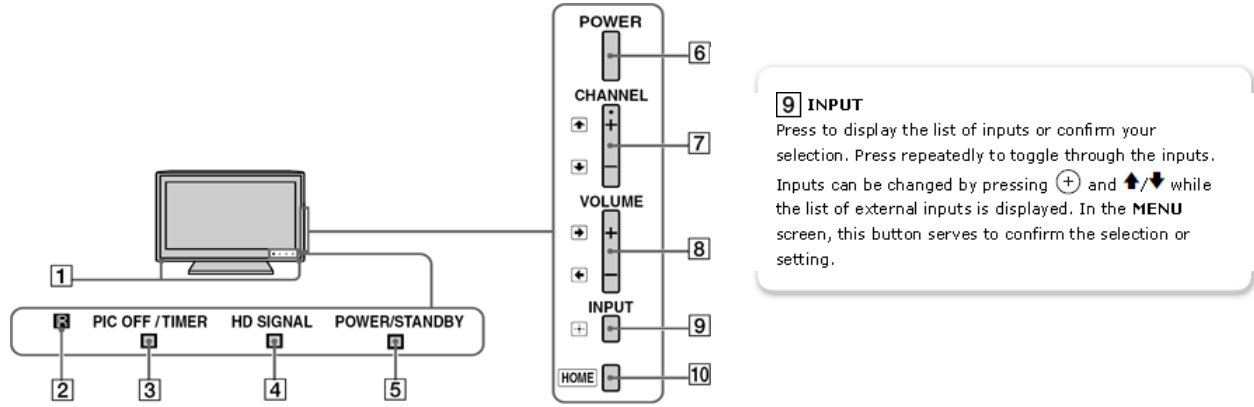 POWER
6
CHANNEL
+
7
−
VOLUME
+
8
−
INPUT
9
HOME
10
1
R
PIC OFF / TIMER
HD SIGNAL
POWER/STANDBY
2
3
4
5
9 INPUT
Press to display the list of inputs or confirm your
selection. Press repeatedly to toggle through the inputs.
Inputs can be changed by pressing ⊕ and ↑/↓ while
the list of external inputs is displayed. In the MENU
screen, this button serves to confirm the selection or
setting.